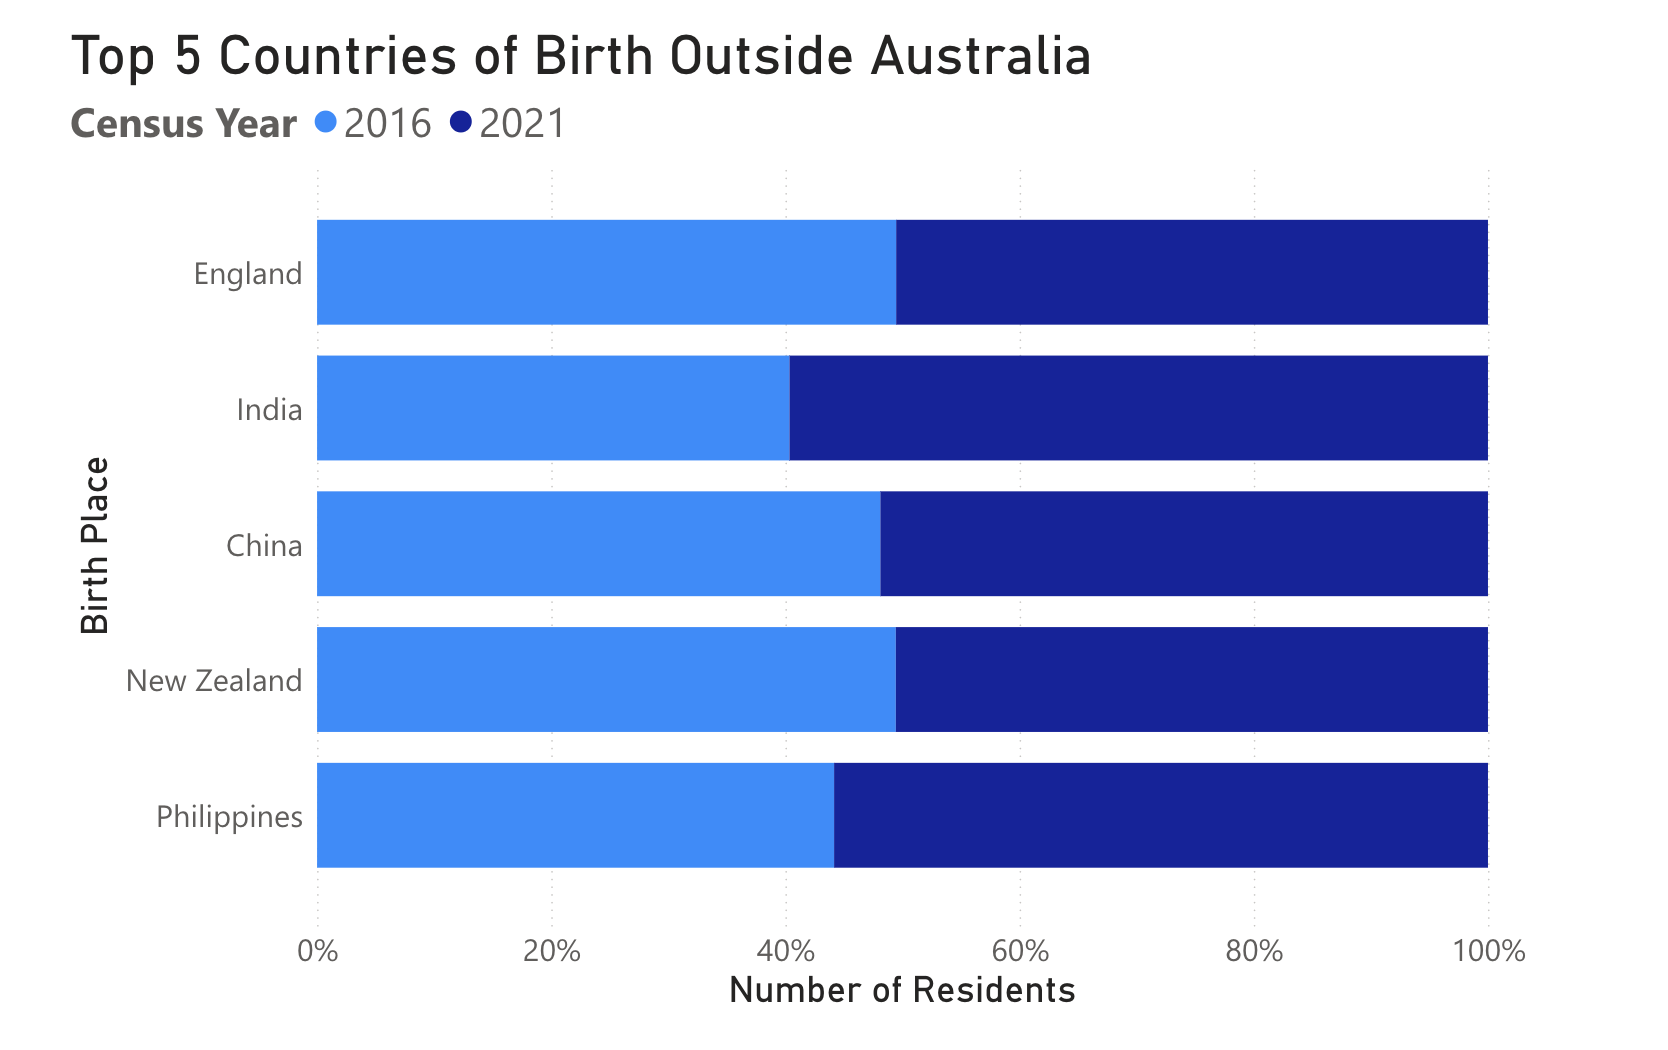 Top 5 Countries of Birth Outside Australia
Census Year 2016 2021
Birth Place
England
India
China
New Zealand
Philippines
0% 20% 40% 60% 80% 100%
Number of Residents